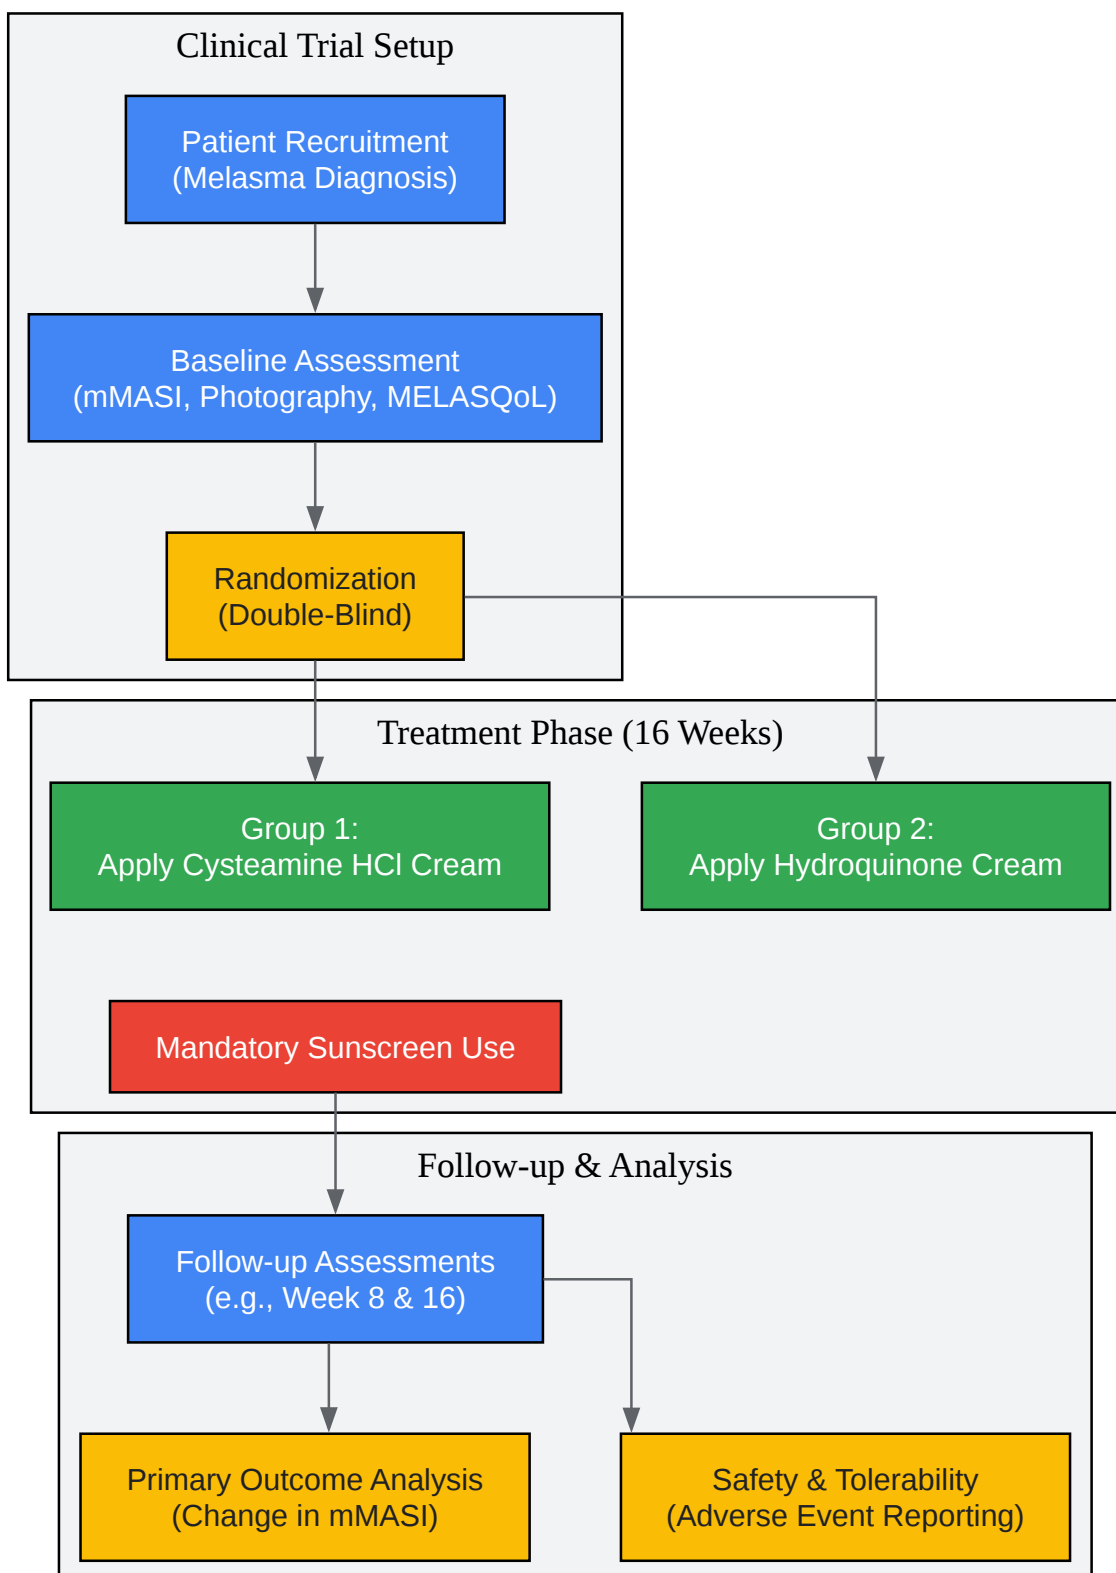 Clinical Trial Setup
Patient Recruitment
(Melasma Diagnosis)
Baseline Assessment
(mMASI, Photography, MELASQoL)
Randomization
(Double-Blind)
Treatment Phase (16 Weeks)
Group 1:
Apply Cysteamine HCl Cream
Group 2:
Apply Hydroquinone Cream
Mandatory Sunscreen Use
Follow-up & Analysis
Follow-up Assessments
(e.g., Week 8 & 16)
Primary Outcome Analysis
(Change in mMASI)
Safety & Tolerability
(Adverse Event Reporting)